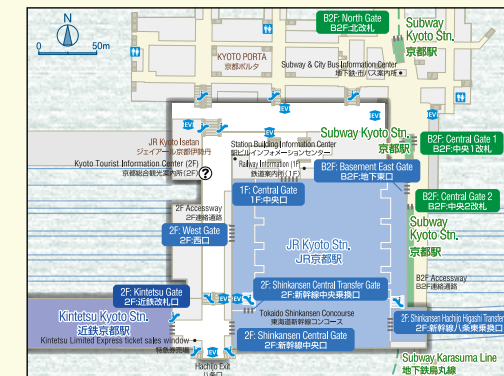 N
0 50m
B2F: North Gate
B2F:北改札
Subway
Kyoto Stn.
京都駅
KYOTO PORTA
京都ポルタ
Subway & City Bus Information Center
地下鉄・市バス案内所
EV
EV
EV
JR Kyoto Isetan
ジェイアール京都伊勢丹
Kyoto Tourist Information Center (2F)
京都総合観光案内所(2F)
?
Station Building Information Center
駅ビルインフォメーションセンター
Railway Information (1F)
鉄道案内所(1F)
Subway Kyoto Stn.
京都駅
B2F: Central Gate 1
B2F:中央1改札
B2F: Basement East Gate
B2F:地下東口
1F: Central Gate
1F:中央口
B2F: Central Gate 2
B2F:中央2改札
2F Accessway
2F連絡通路
2F: West Gate
2F:西口
Subway
Kyoto Stn.
京都駅
JR Kyoto Stn.
JR京都駅
B2F Accessway
B2F連絡通路
2F: Kintetsu Gate
2F:近鉄改札口
2F: Shinkansen Central Transfer Gate
2F:新幹線中央乗換口
EV
EV
EV
EV
Kintetsu Kyoto Stn.
近鉄京都駅
Tokaido Shinkansen Concourse
東海道新幹線コンコース
2F: Shinkansen Hachijo Higashi Transfer
2F:新幹線八条東乗換口
Kintetsu Limited Express ticket sales window
特急券売場
2F: Shinkansen Central Gate
2F:新幹線中央口
EV
Hachijo Exit
八条口
Subway Karasuma Line
地下鉄烏丸線